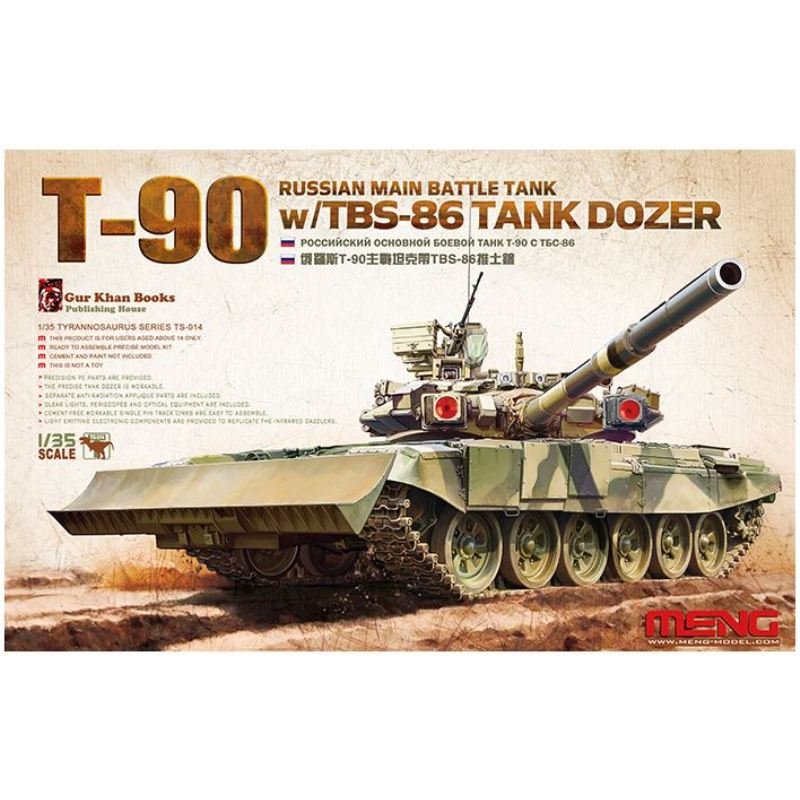 T-90
RUSSIAN MAIN BATTLE TANK
w/TBS-86 TANK DOZER
РОССИЙСКИЙ ОСНОВНОЙ БОЕВОЙ ТАНК Т-90 С ТБС-86
俄羅斯T-90主戰坦克帶TBS-86推土鏟
Gur Khan Books
Publishing House
1/35 TYRANNOSAURUS SERIES TS-014
THIS PRODUCT IS FOR USERS AGED ABOVE 14 ONLY.
READY TO ASSEMBLE PRECISE MODEL KIT
CEMENT AND PAINT NOT INCLUDED
THIS IS NOT A TOY
PRECISION PE PARTS ARE PROVIDED.
THE PRECISE TANK DOZER IS WORKABLE.
SEPARATE ANTI-RADIATION APPLIQUE PARTS ARE INCLUDED.
CLEAR LIGHTS, PERISCOPES AND OPTICAL EQUIPMENT ARE INCLUDED.
CEMENT-FREE WORKABLE SINGLE PIN TRACK LINKS ARE EASY TO ASSEMBLE.
LIGHT EMITTING ELECTRONIC COMPONENTS ARE PROVIDED TO REPLICATE THE INFRARED DAZZLERS.
1/35
SCALE
MENG
WWW.MENG-MODEL.COM